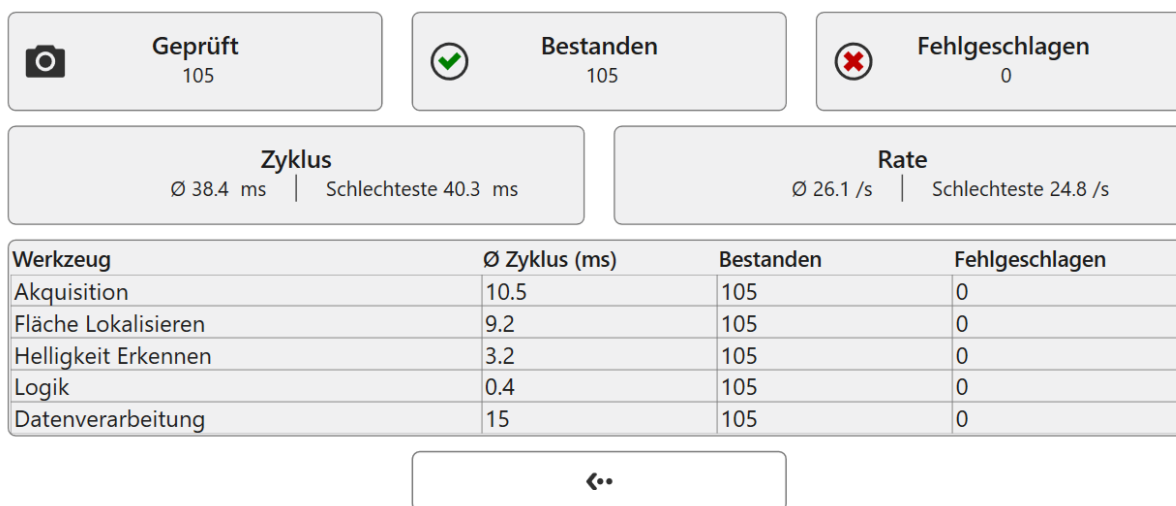 Geprüft
105
Bestanden
105
Fehlgeschlagen
0
Zyklus
Ø 38.4 ms | Schlechteste 40.3 ms
Rate
Ø 26.1 /s | Schlechteste 24.8 /s
Werkzeug Ø Zyklus (ms) Bestanden Fehlgeschlagen
Akquisition 10.5 105 0
Fläche Lokalisieren 9.2 105 0
Helligkeit Erkennen 3.2 105 0
Logik 0.4 105 0
Datenverarbeitung 15 105 0